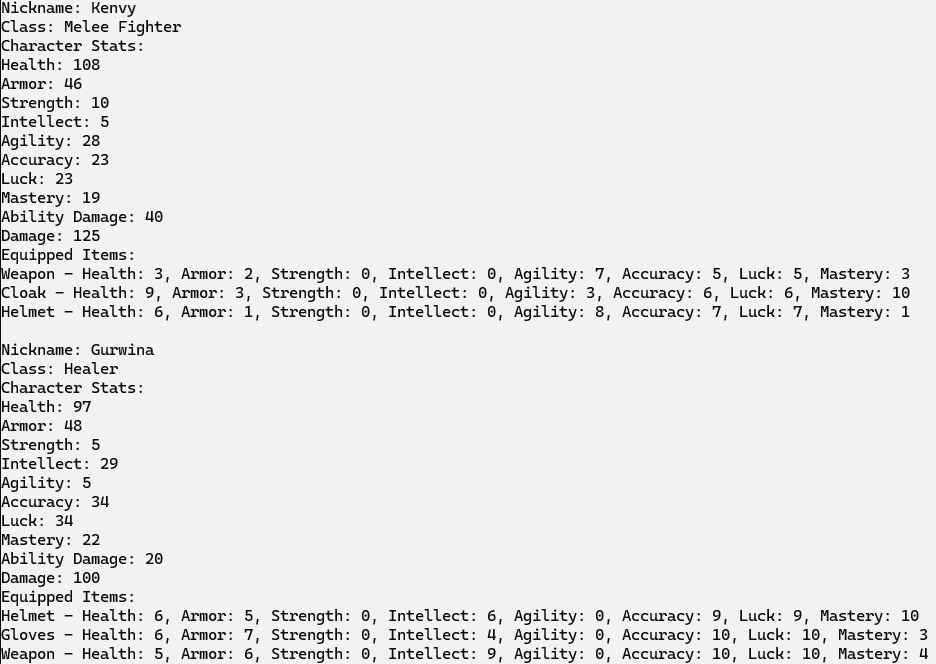 Nickname: Kenvy
Class: Melee Fighter
Character Stats:
Health: 108
Armor: 46
Strength: 10
Intellect: 5
Agility: 28
Accuracy: 23
Luck: 23
Mastery: 19
Ability Damage: 40
Damage: 125
Equipped Items:
Weapon - Health: 3, Armor: 2, Strength: 0, Intellect: 0, Agility: 7, Accuracy: 5, Luck: 5, Mastery: 3
Cloak - Health: 9, Armor: 3, Strength: 0, Intellect: 0, Agility: 3, Accuracy: 6, Luck: 6, Mastery: 10
Helmet - Health: 6, Armor: 1, Strength: 0, Intellect: 0, Agility: 8, Accuracy: 7, Luck: 7, Mastery: 1
Nickname: Gurwina
Class: Healer
Character Stats:
Health: 97
Armor: 48
Strength: 5
Intellect: 29
Agility: 5
Accuracy: 34
Luck: 34
Mastery: 22
Ability Damage: 20
Damage: 100
Equipped Items:
Helmet - Health: 6, Armor: 5, Strength: 0, Intellect: 6, Agility: 0, Accuracy: 9, Luck: 9, Mastery: 10
Gloves - Health: 6, Armor: 7, Strength: 0, Intellect: 4, Agility: 0, Accuracy: 10, Luck: 10, Mastery: 3
Weapon - Health: 5, Armor: 6, Strength: 0, Intellect: 9, Agility: 0, Accuracy: 10, Luck: 10, Mastery: 4